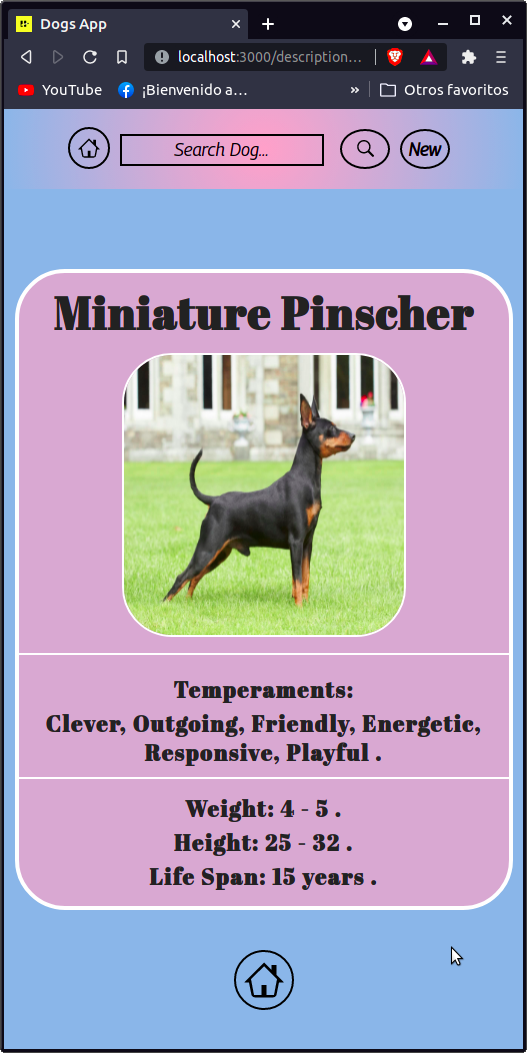 Dogs App
localhost:3000/description...
YouTube
¡Bienvenido a...
»
Otros favoritos
Search Dog...
New
Miniature Pinscher
Temperaments:
Clever, Outgoing, Friendly, Energetic,
Responsive, Playful .
Weight: 4 - 5 .
Height: 25 - 32 .
Life Span: 15 years .